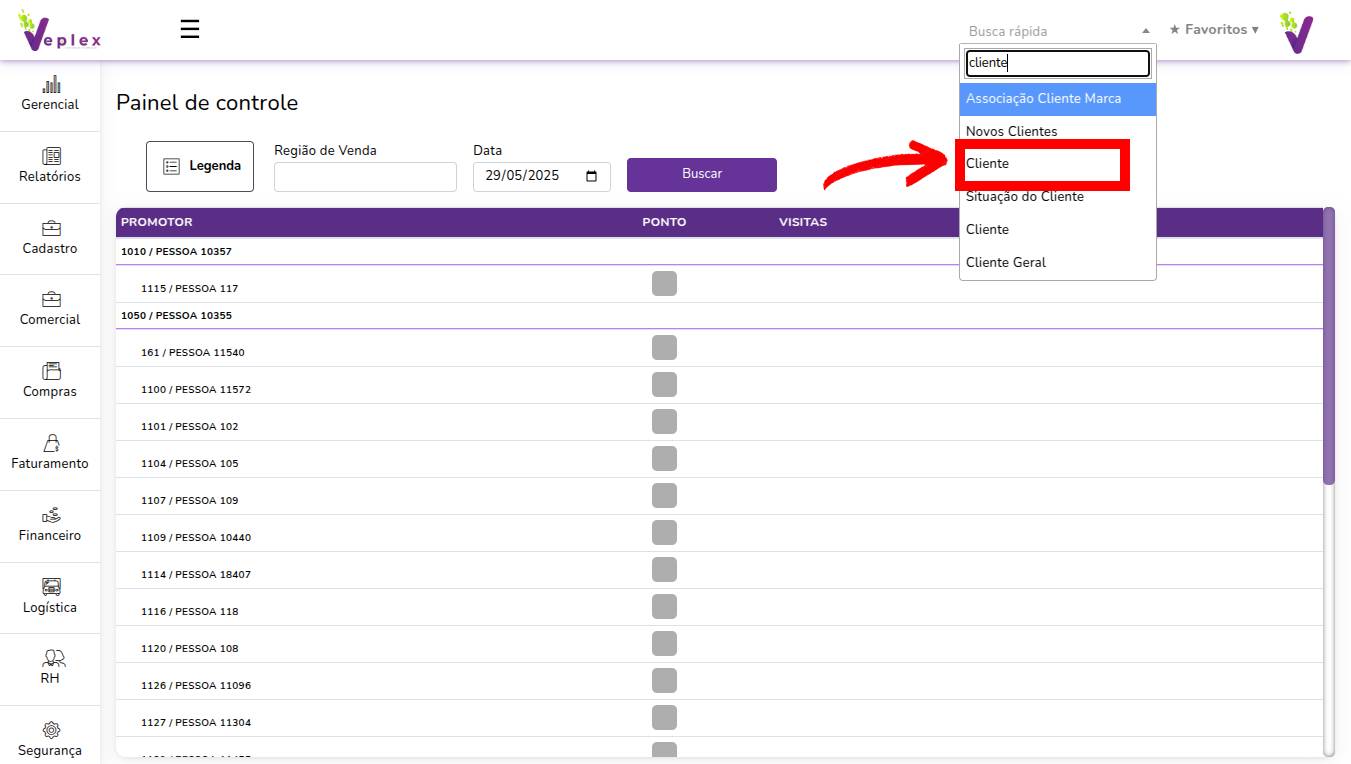 Veplex
☰
Busca rápida
★ Favoritos ▾
cliente
Associação Cliente Marca
Novos Clientes
Cliente
Situação do Cliente
Cliente
Cliente Geral
Gerencial
Relatórios
Cadastro
Comercial
Compras
Faturamento
Financeiro
Logística
RH
Segurança
Painel de controle
Legenda
Região de Venda
Data
29/05/2025
Buscar
PROMOTOR PONTO VISITAS
1010 / PESSOA 10357
1115 / PESSOA 117
1050 / PESSOA 10355
161 / PESSOA 11540
1100 / PESSOA 11572
1101 / PESSOA 102
1104 / PESSOA 105
1107 / PESSOA 109
1109 / PESSOA 10440
1114 / PESSOA 18407
1116 / PESSOA 118
1120 / PESSOA 108
1126 / PESSOA 11096
1127 / PESSOA 11304